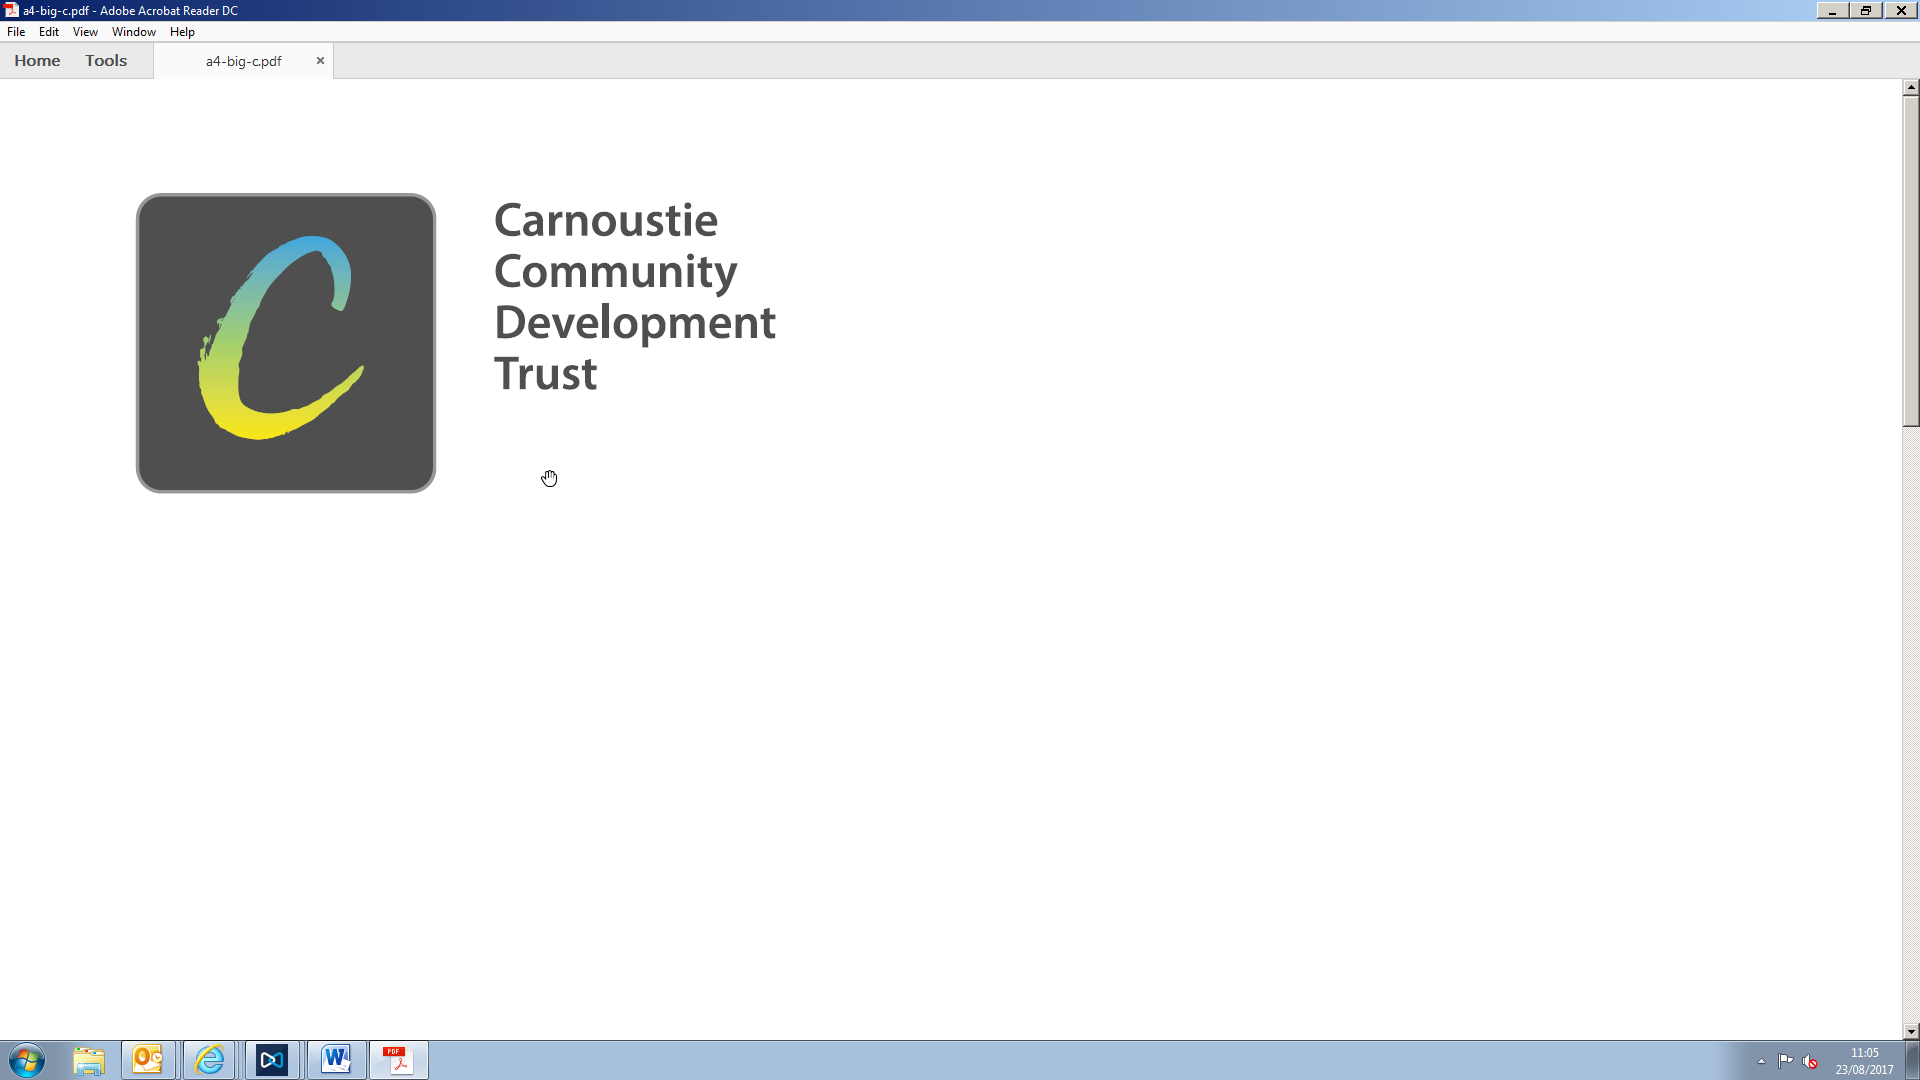 a4-big-c.pdf - Adobe Acrobat Reader DC
File Edit View Window Help
Home Tools a4-big-c.pdf
C
Carnoustie
Community
Development
Trust
PDF
11:05
23/08/2017